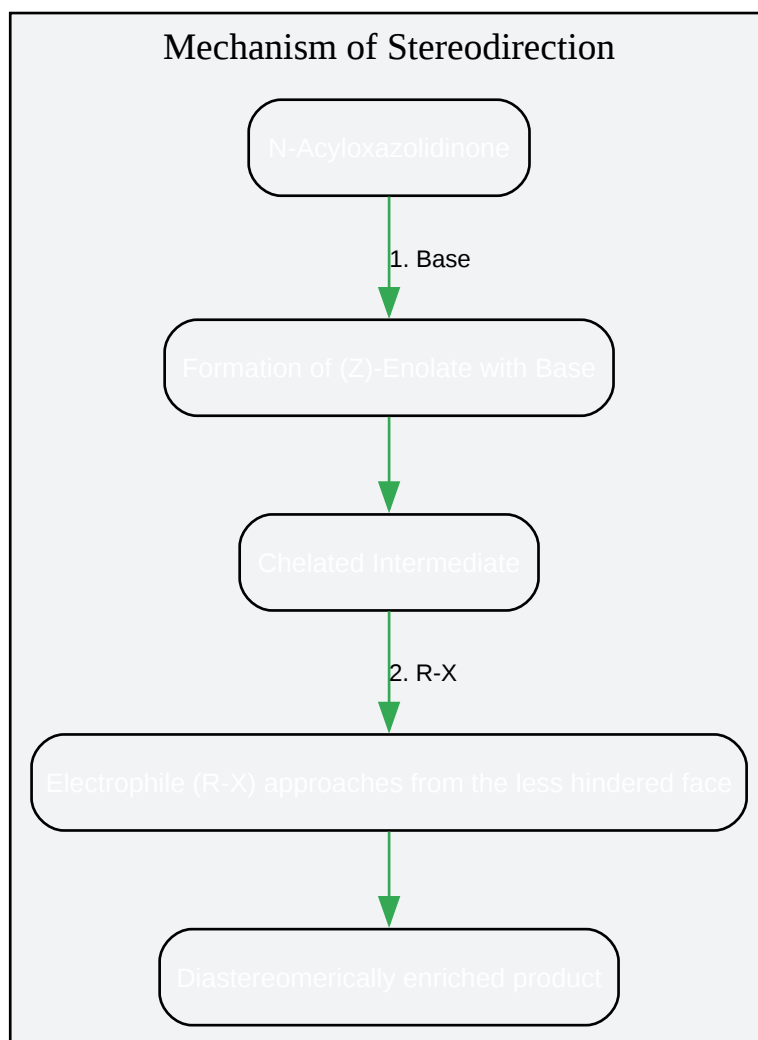 Mechanism of Stereodirection
N-Acyloxazolidinone
1. Base
Formation of (Z)-Enolate with Base
Chelated Intermediate
2. R-X
Electrophile (R-X) approaches from the less hindered face
Diastereomerically enriched product